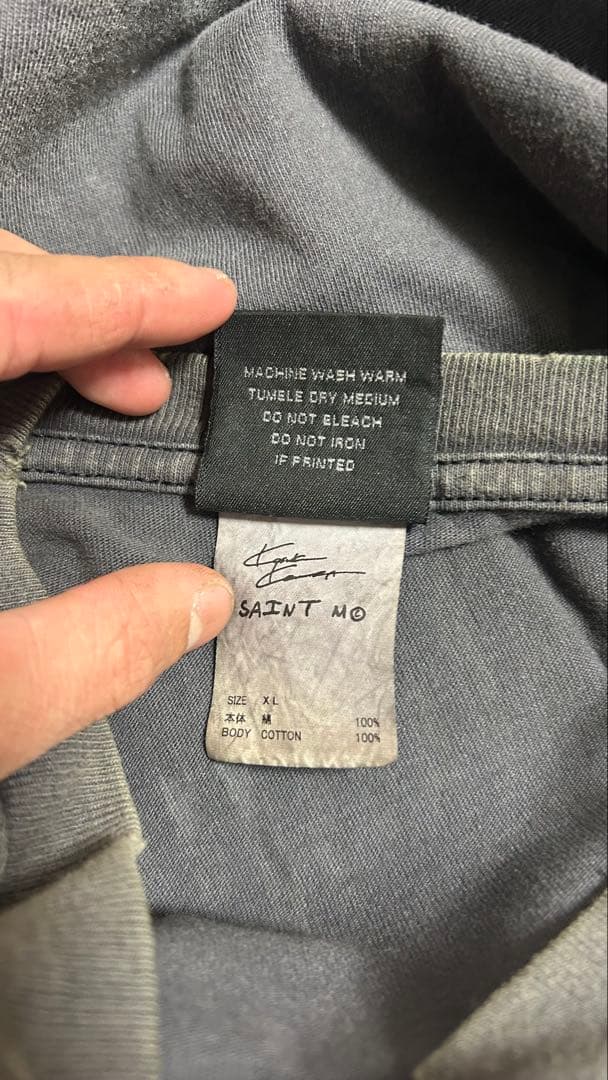 MACHINE WASH WARM
TUMBLE DRY MEDIUM
DO NOT BLEACH
DO NOT IRON
IF PRINTED
SAINT M©
SIZE XL
本体 綿 100%
BODY COTTON 100%